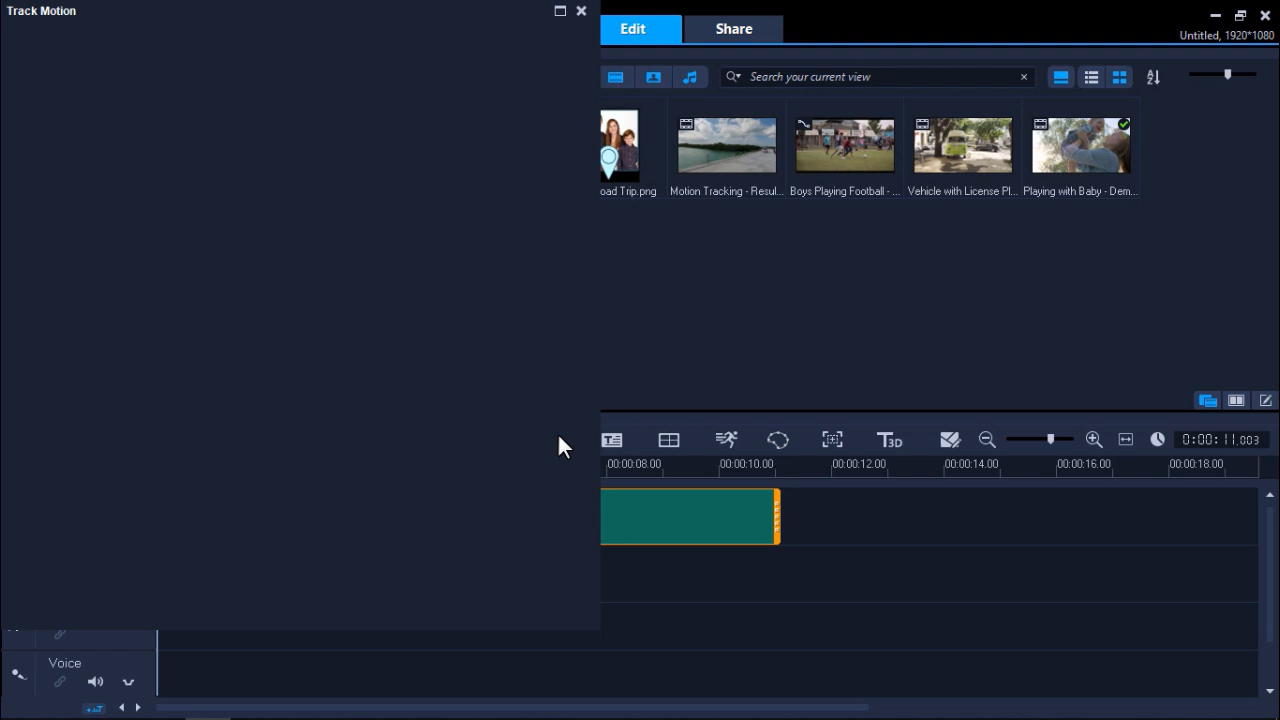 Track Motion
Edit
Share
Untitled, 1920*1080
Search your current view
oad Trip.png
Motion Tracking - Resul...
Boys Playing Football - ...
Vehicle with License Pl...
Playing with Baby - Dem...
T3D
0:00:11.003
00:00:08.00
00:00:10.00
00:00:12.00
00:00:14.00
00:00:16.00
00:00:18.00
Voice